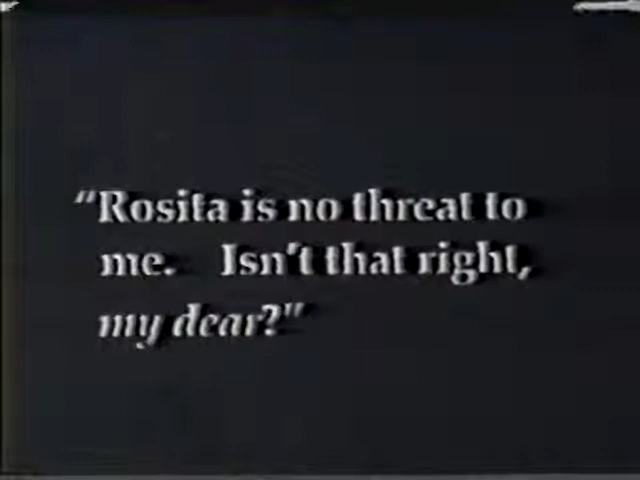 “Rosita is no threat to
me. Isn't that right,
my dear?"